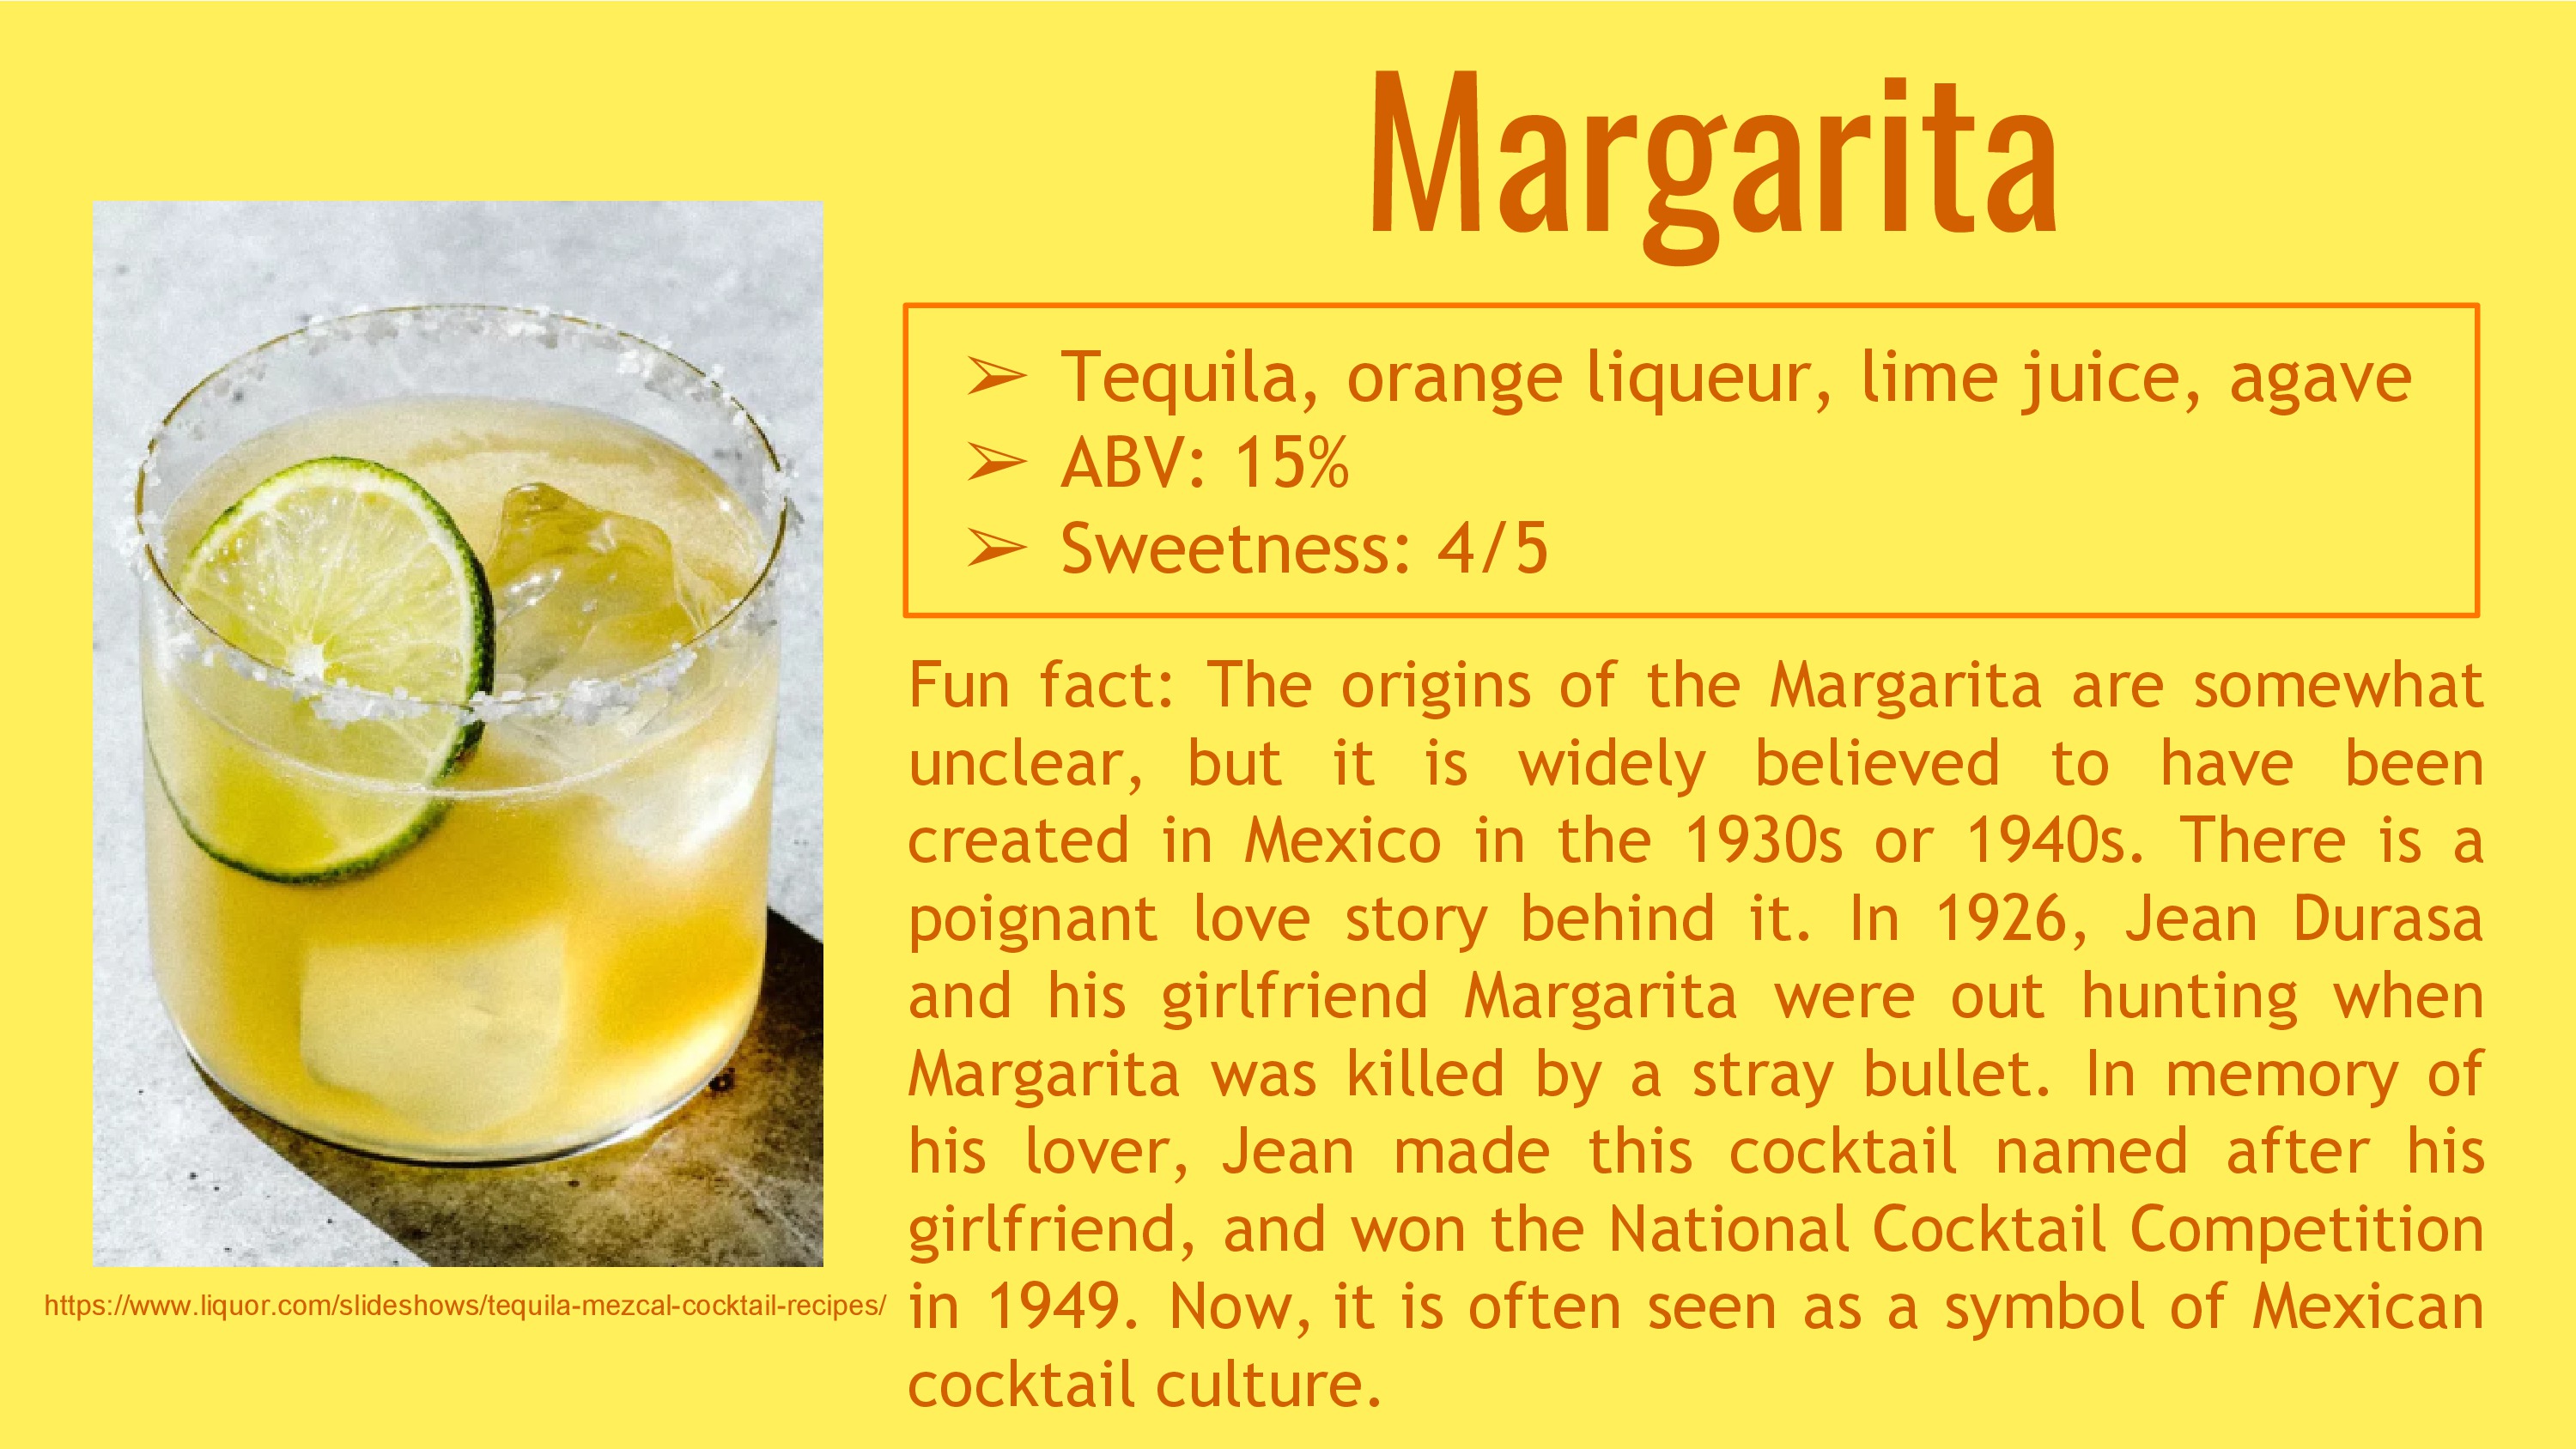 Margarita
➢ Tequila, orange liqueur, lime juice, agave
➢ ABV: 15%
➢ Sweetness: 4/5
Fun fact: The origins of the Margarita are somewhat
unclear, but it is widely believed to have been
created in Mexico in the 1930s or 1940s. There is a
poignant love story behind it. In 1926, Jean Durasa
and his girlfriend Margarita were out hunting when
Margarita was killed by a stray bullet. In memory of
his lover, Jean made this cocktail named after his
girlfriend, and won the National Cocktail Competition
in 1949. Now, it is often seen as a symbol of Mexican
cocktail culture.
https://www.liquor.com/slideshows/tequila-mezcal-cocktail-recipes/